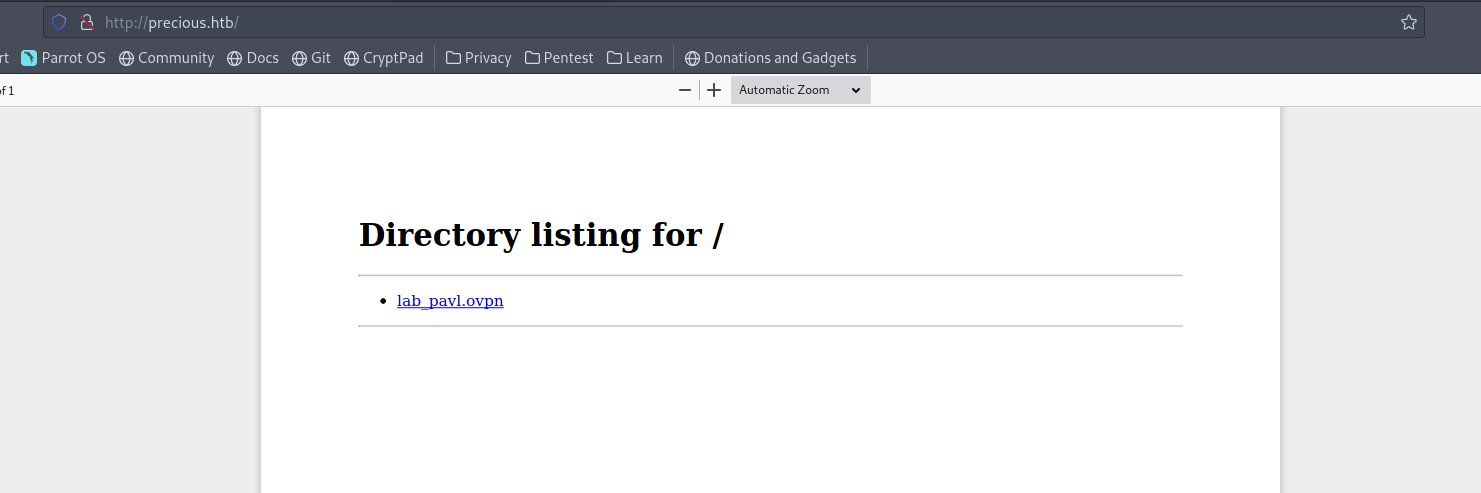 http://precious.htb/
rt Parrot OS Community Docs Git CryptPad Privacy Pentest Learn Donations and Gadgets
of 1 Automatic Zoom
Directory listing for /
lab_pavl.ovpn